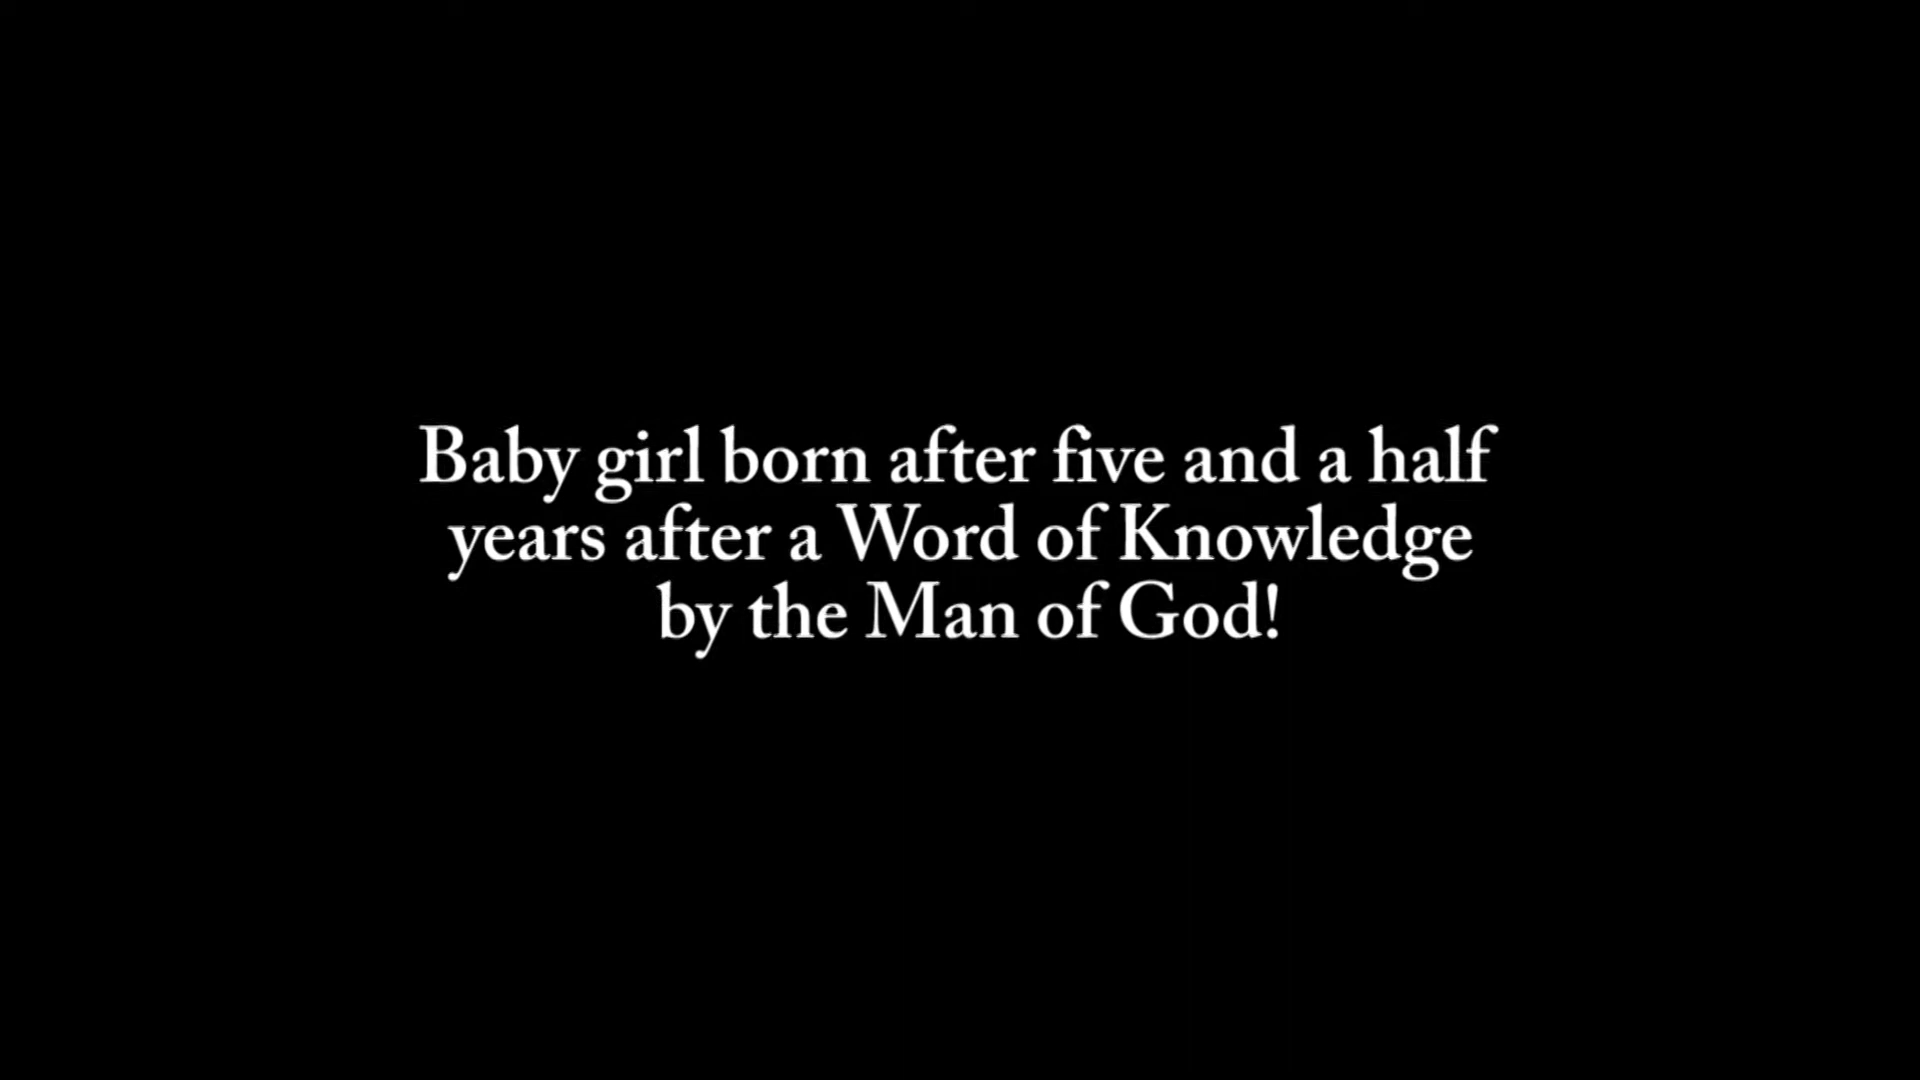 Baby girl born after five and a half
years after a Word of Knowledge
by the Man of God!